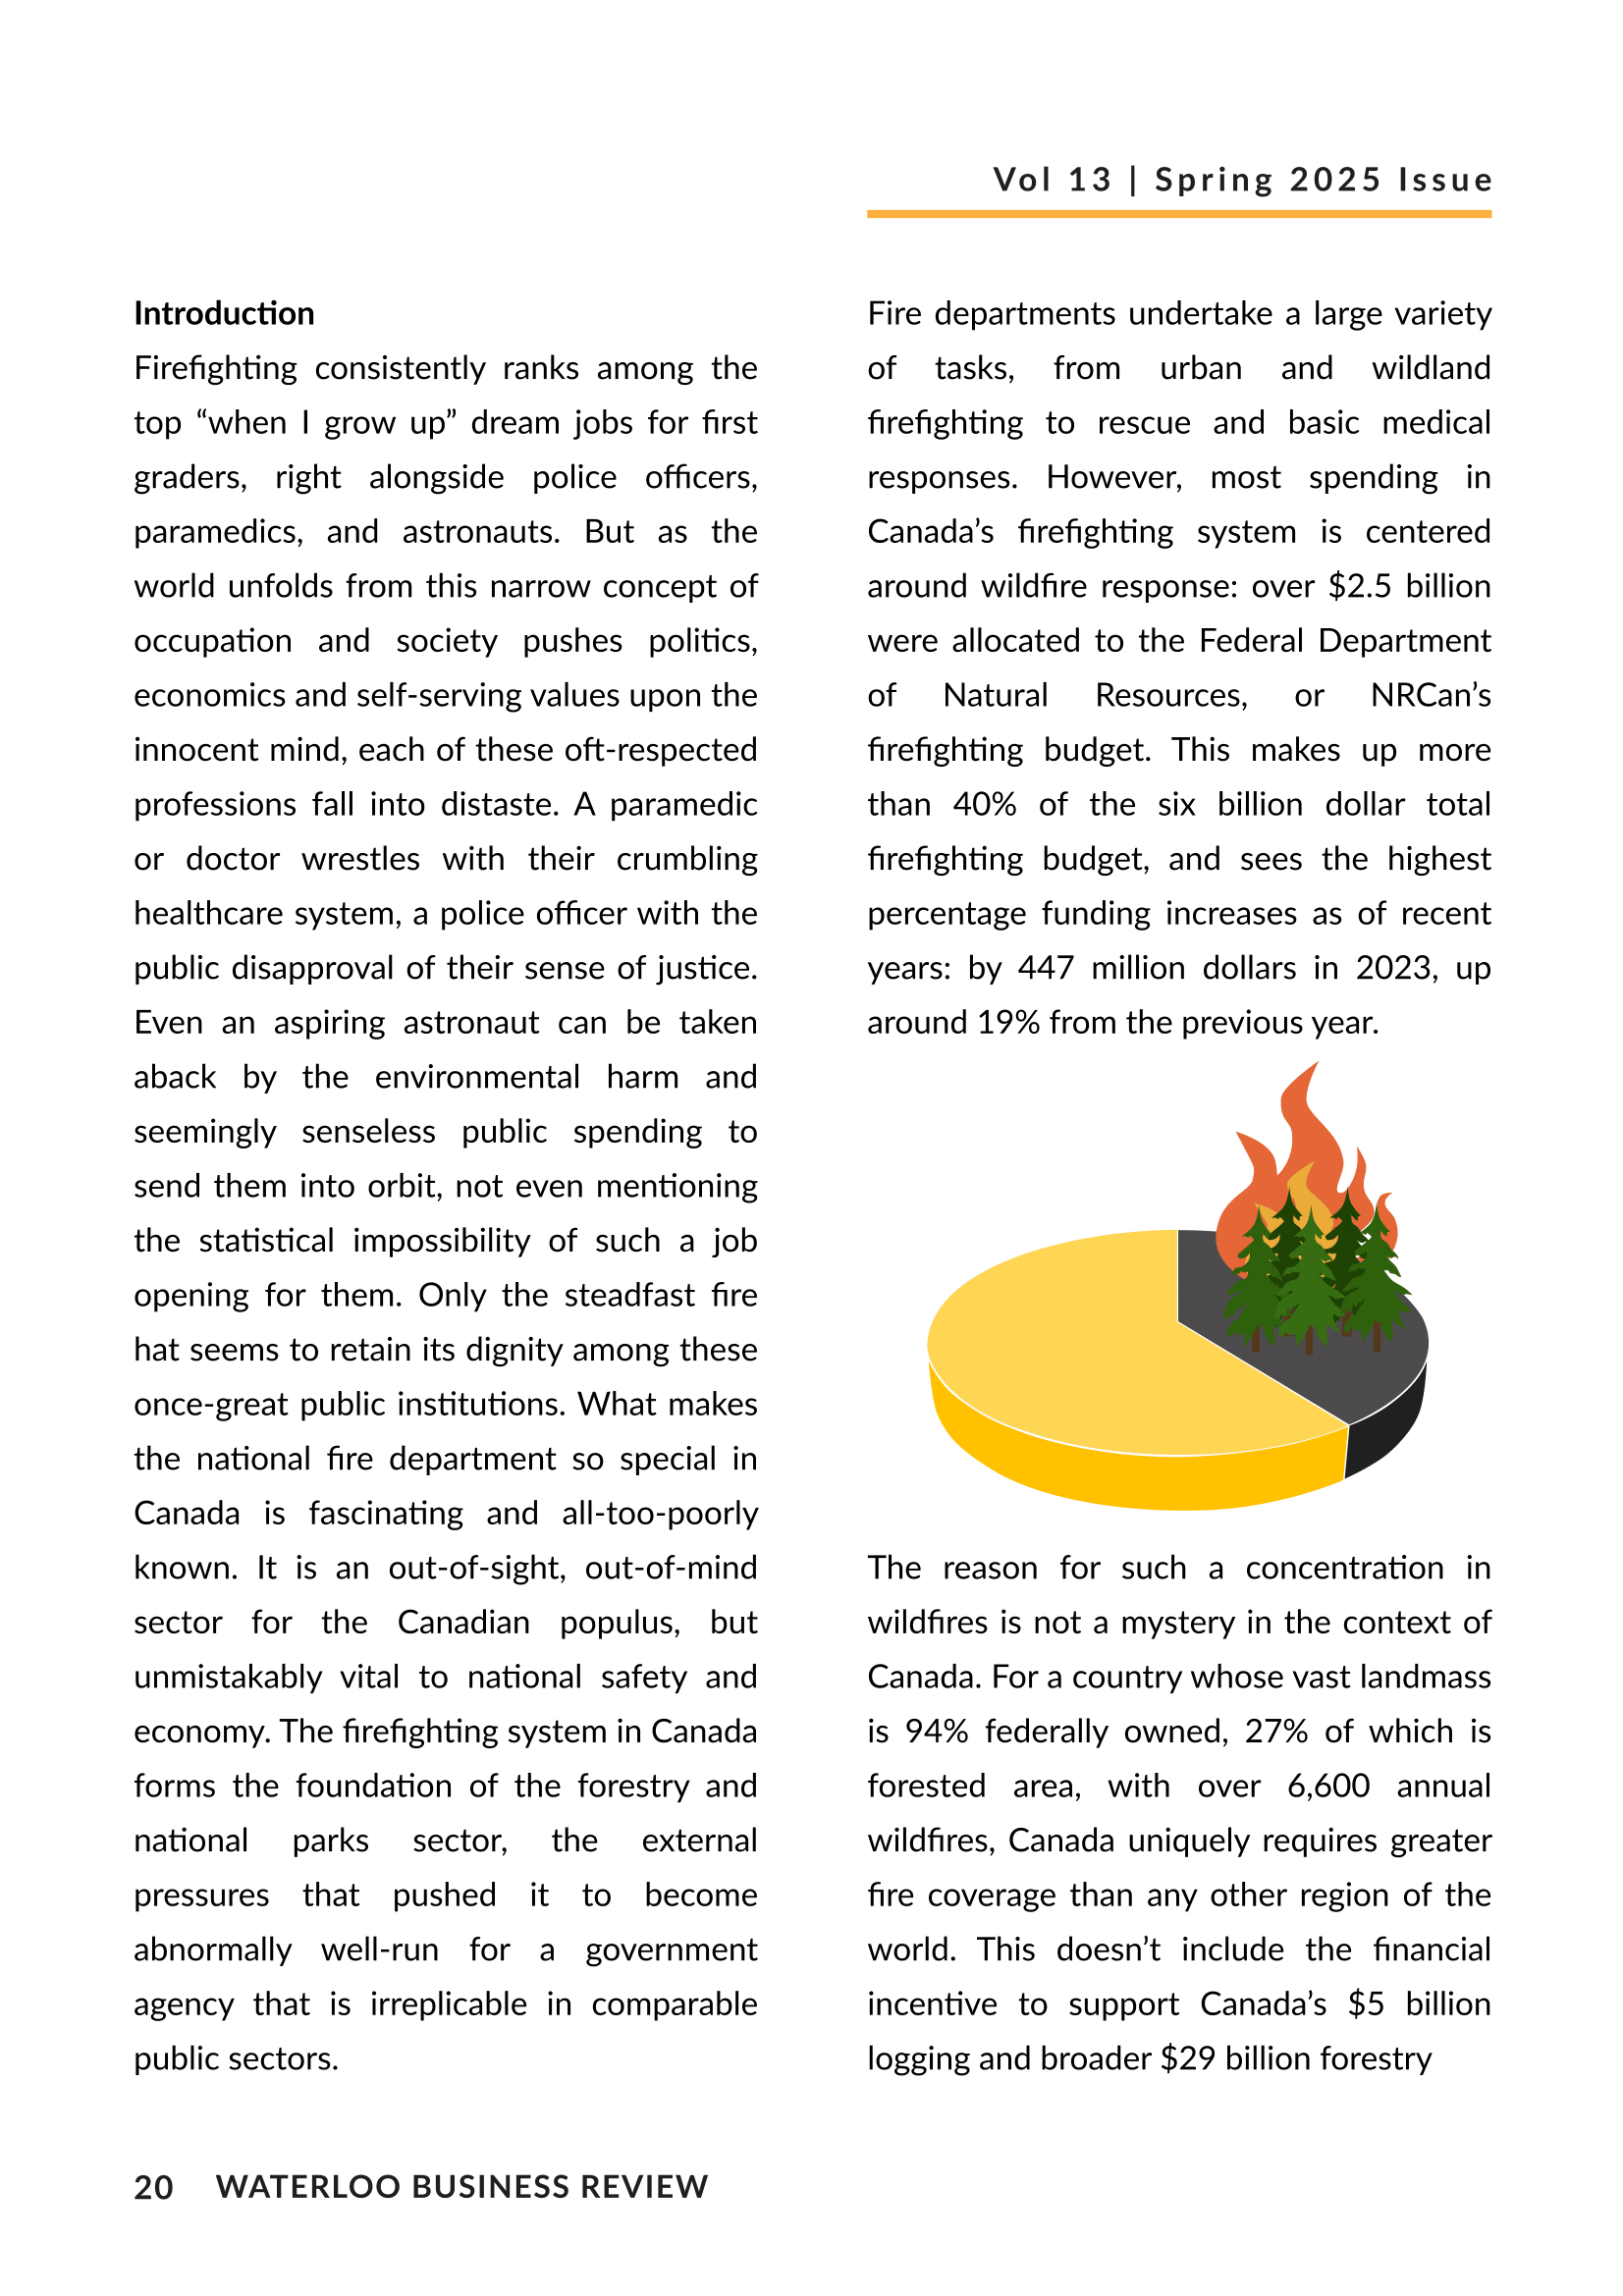 Vol 13 | Spring 2025 Issue
Introduction
Firefighting consistently ranks among the
top “when I grow up” dream jobs for first
graders, right alongside police officers,
paramedics, and astronauts. But as the
world unfolds from this narrow concept of
occupation and society pushes politics,
economics and self-serving values upon the
innocent mind, each of these oft-respected
professions fall into distaste. A paramedic
or doctor wrestles with their crumbling
healthcare system, a police officer with the
public disapproval of their sense of justice.
Even an aspiring astronaut can be taken
aback by the environmental harm and
seemingly senseless public spending to
send them into orbit, not even mentioning
the statistical impossibility of such a job
opening for them. Only the steadfast fire
hat seems to retain its dignity among these
once-great public institutions. What makes
the national fire department so special in
Canada is fascinating and all-too-poorly
known. It is an out-of-sight, out-of-mind
sector for the Canadian populus, but
unmistakably vital to national safety and
economy. The firefighting system in Canada
forms the foundation of the forestry and
national parks sector, the external
pressures that pushed it to become
abnormally well-run for a government
agency that is irreplicable in comparable
public sectors.
Fire departments undertake a large variety
of tasks, from urban and wildland
firefighting to rescue and basic medical
responses. However, most spending in
Canada’s firefighting system is centered
around wildfire response: over $2.5 billion
were allocated to the Federal Department
of Natural Resources, or NRCan’s
firefighting budget. This makes up more
than 40% of the six billion dollar total
firefighting budget, and sees the highest
percentage funding increases as of recent
years: by 447 million dollars in 2023, up
around 19% from the previous year.
The reason for such a concentration in
wildfires is not a mystery in the context of
Canada. For a country whose vast landmass
is 94% federally owned, 27% of which is
forested area, with over 6,600 annual
wildfires, Canada uniquely requires greater
fire coverage than any other region of the
world. This doesn’t include the financial
incentive to support Canada’s $5 billion
logging and broader $29 billion forestry
20 WATERLOO BUSINESS REVIEW